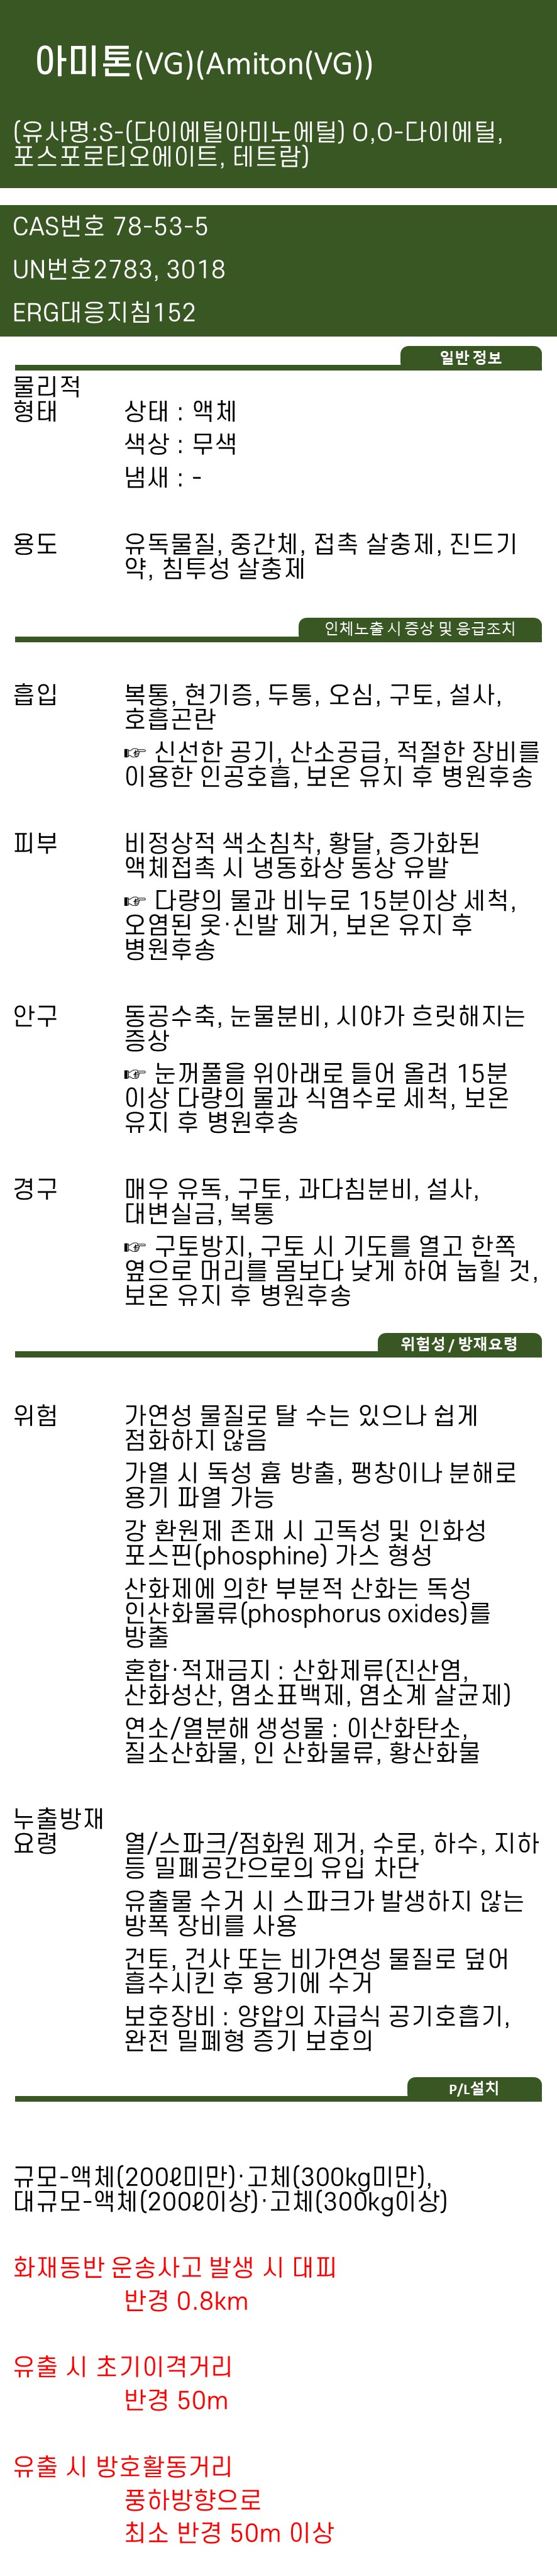 아미톤(VG)(Amiton(VG))
(유사명:S-(다이에틸아미노에틸) O,O-다이에틸,
포스포로티오에이트, 테트람)
CAS번호 78-53-5
UN번호2783, 3018
ERG대응지침152
일반 정보
물리적
형태 상태 : 액체
색상 : 무색
냄새 : -
용도 유독물질, 중간체, 접촉 살충제, 진드기
약, 침투성 살충제
인체노출 시 증상 및 응급조치
흡입 복통, 현기증, 두통, 오심, 구토, 설사,
호흡곤란
☞ 신선한 공기, 산소공급, 적절한 장비를
이용한 인공호흡, 보온 유지 후 병원후송
피부 비정상적 색소침착, 황달, 증가화된
액체접촉 시 냉동화상 동상 유발
☞ 다량의 물과 비누로 15분이상 세척,
오염된 옷·신발 제거, 보온 유지 후
병원후송
안구 동공수축, 눈물분비, 시야가 흐릿해지는
증상
☞ 눈꺼풀을 위아래로 들어 올려 15분
이상 다량의 물과 식염수로 세척, 보온
유지 후 병원후송
경구 매우 유독, 구토, 과다침분비, 설사,
대변실금, 복통
☞ 구토방지, 구토 시 기도를 열고 한쪽
옆으로 머리를 몸보다 낮게 하여 눕힐 것,
보온 유지 후 병원후송
위험성 / 방재요령
위험 가연성 물질로 탈 수는 있으나 쉽게
점화하지 않음
가열 시 독성 흄 방출, 팽창이나 분해로
용기 파열 가능
강 환원제 존재 시 고독성 및 인화성
포스핀(phosphine) 가스 형성
산화제에 의한 부분적 산화는 독성
인산화물류(phosphorus oxides)를
방출
혼합·적재금지 : 산화제류(진산염,
산화성산, 염소표백제, 염소계 살균제)
연소/열분해 생성물 : 이산화탄소,
질소산화물, 인 산화물류, 황산화물
누출방재
요령 열/스파크/점화원 제거, 수로, 하수, 지하
등 밀폐공간으로의 유입 차단
유출물 수거 시 스파크가 발생하지 않는
방폭 장비를 사용
건토, 건사 또는 비가연성 물질로 덮어
흡수시킨 후 용기에 수거
보호장비 : 양압의 자급식 공기호흡기,
완전 밀폐형 증기 보호의
P/L설치
규모-액체(200ℓ미만)·고체(300kg미만),
대규모-액체(200ℓ이상)·고체(300kg이상)
화재동반 운송사고 발생 시 대피
반경 0.8km
유출 시 초기이격거리
반경 50m
유출 시 방호활동거리
풍하방향으로
최소 반경 50m 이상